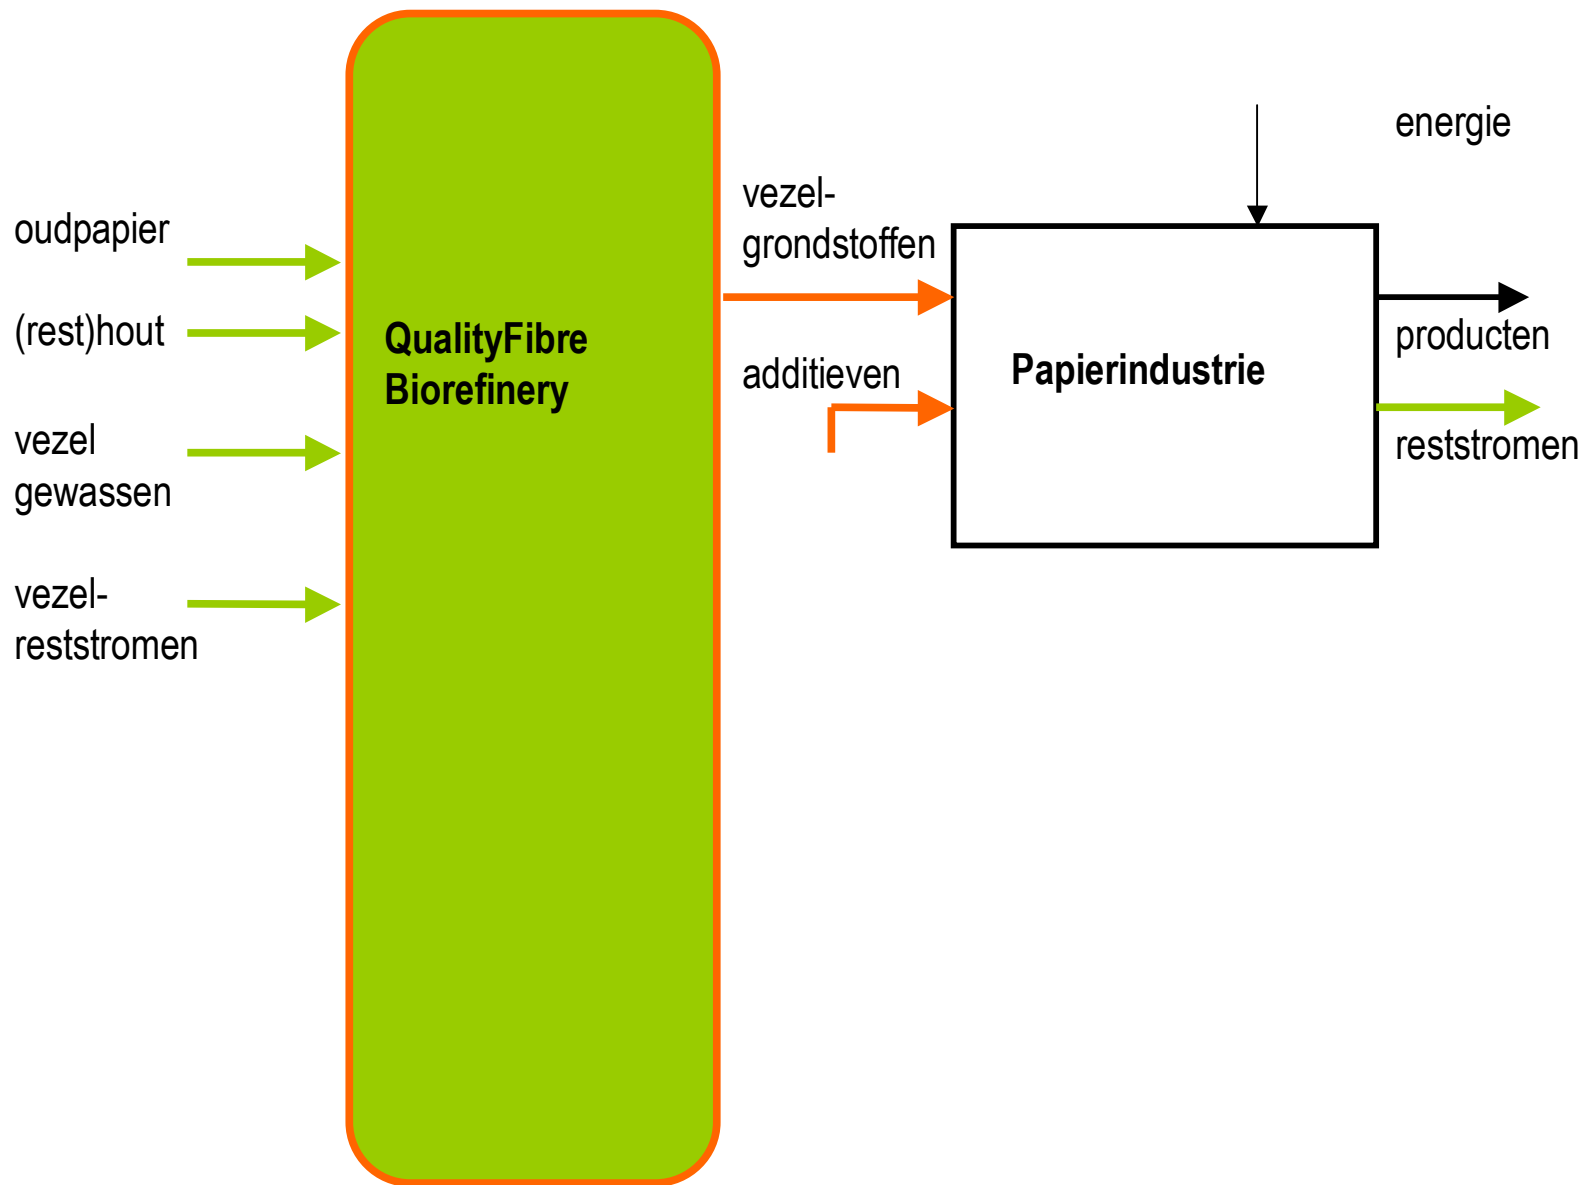 oudpapier
(rest)hout
vezel
gewassen
vezel-
reststromen
QualityFibre
Biorefinery
vezel-
grondstoffen
additieven
Papierindustrie
energie
producten
reststromen